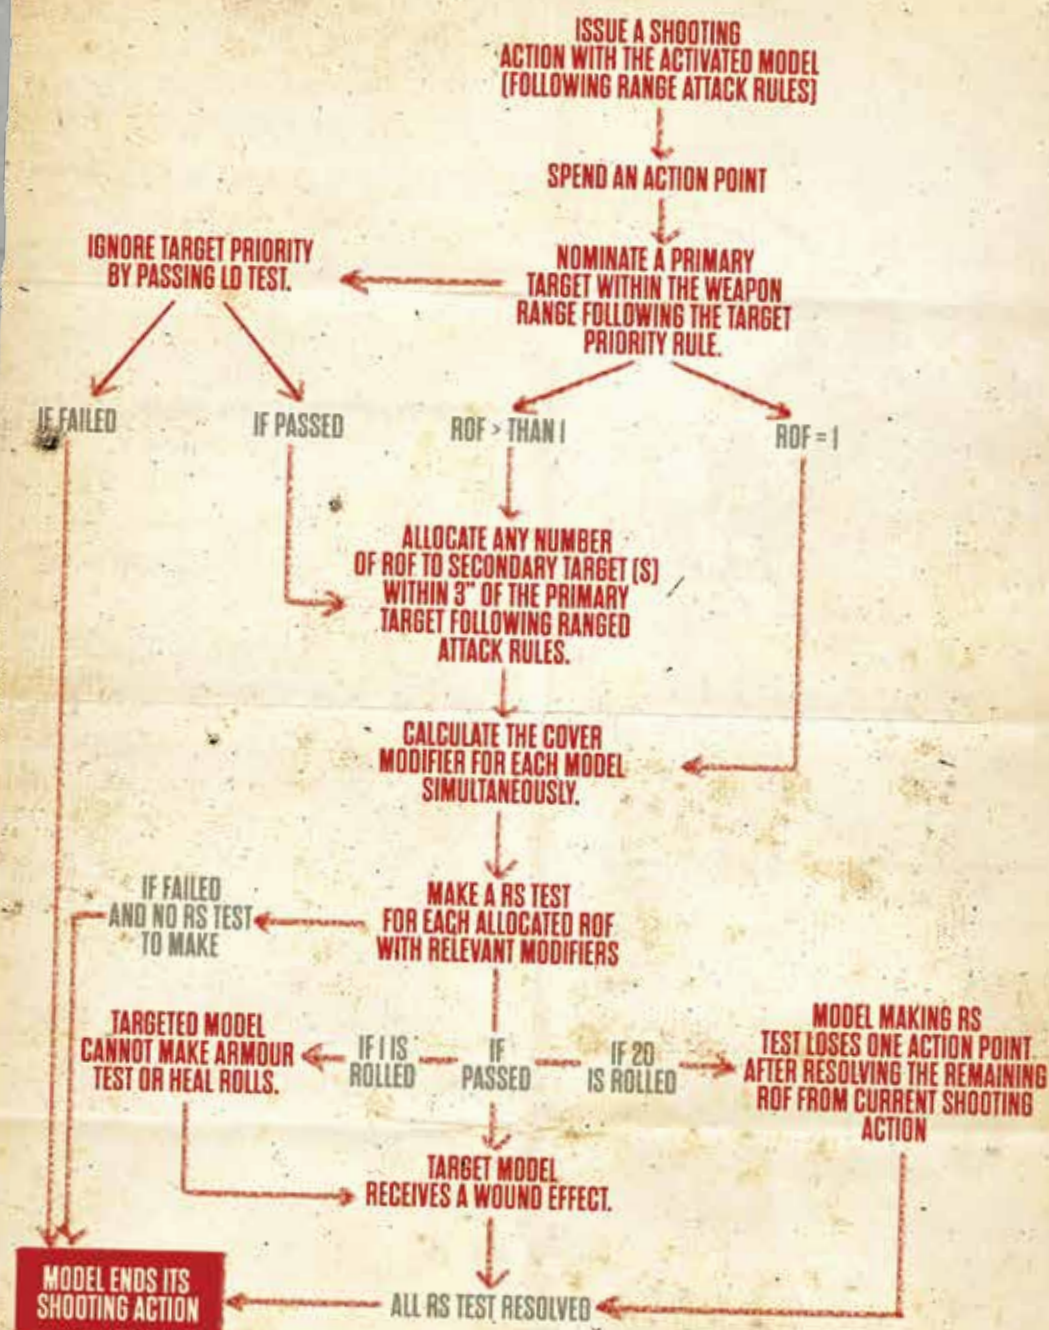 ISSUE A SHOOTING
ACTION WITH THE ACTIVATED MODEL
(FOLLOWING RANGE ATTACK RULES)
SPEND AN ACTION POINT
NOMINATE A PRIMARY
TARGET WITHIN THE WEAPON
RANGE FOLLOWING THE TARGET
PRIORITY RULE.
IGNORE TARGET PRIORITY
BY PASSING LD TEST.
IF FAILED
IF PASSED
ROF > THAN 1
ROF = 1
ALLOCATE ANY NUMBER
OF ROF TO SECONDARY TARGET (S)
WITHIN 3" OF THE PRIMARY
TARGET FOLLOWING RANGED
ATTACK RULES.
CALCULATE THE COVER
MODIFIER FOR EACH MODEL
SIMULTANEOUSLY.
MAKE A RS TEST
FOR EACH ALLOCATED ROF
WITH RELEVANT MODIFIERS
IF FAILED
AND NO RS TEST
TO MAKE
TARGETED MODEL
CANNOT MAKE ARMOUR
TEST OR HEAL ROLLS.
IF 1 IS
ROLLED
IF
PASSED
IF 20
IS ROLLED
MODEL MAKING RS
TEST LOSES ONE ACTION POINT
AFTER RESOLVING THE REMAINING
ROF FROM CURRENT SHOOTING
ACTION
TARGET MODEL
RECEIVES A WOUND EFFECT.
ALL RS TEST RESOLVED
MODEL ENDS ITS
SHOOTING ACTION